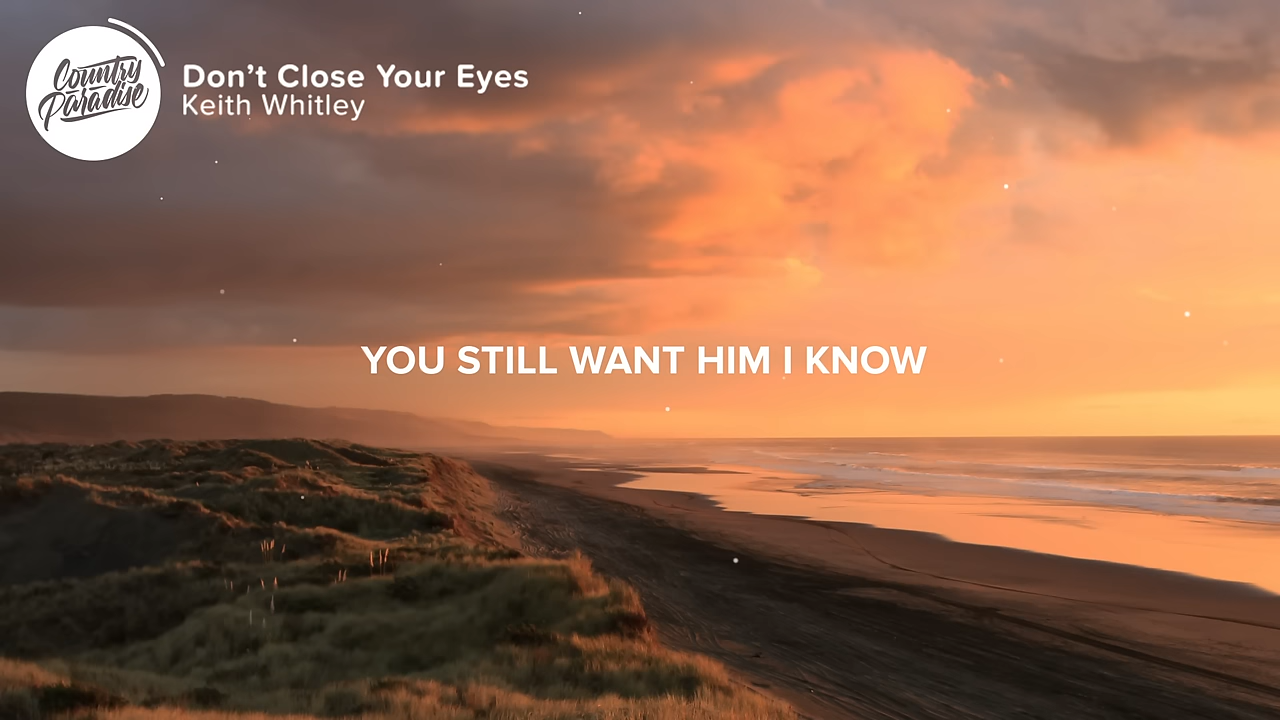 Country
Paradise
Don’t Close Your Eyes
Keith Whitley
YOU STILL WANT HIM I KNOW